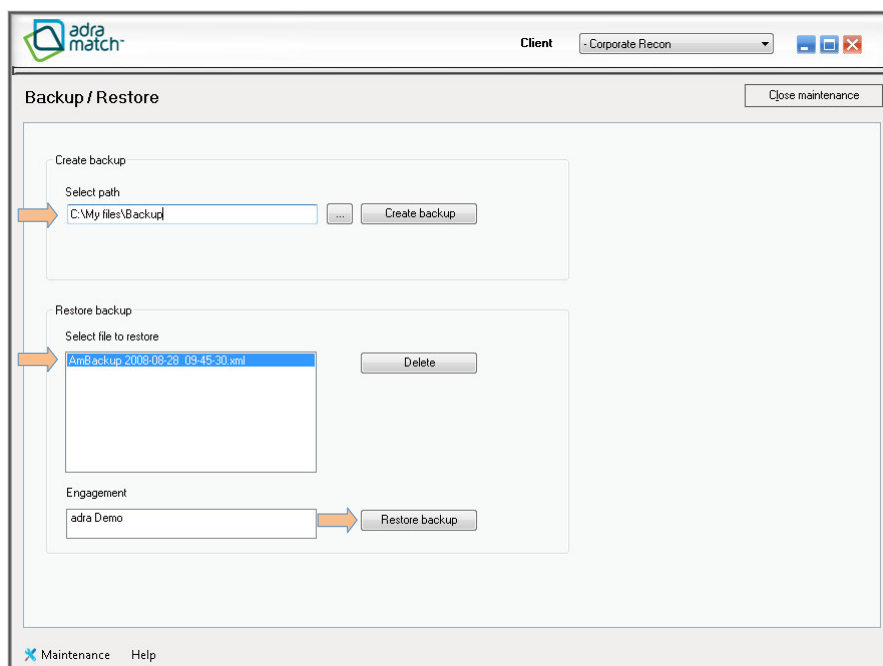 adra
match™
Client
- Corporate Recon
Backup / Restore
Close maintenance
Create backup
Select path
C:\My files\Backup
...
Create backup
Restore backup
Select file to restore
AmBackup 2008-08-28 09-45-30.xml
Delete
Engagement
adra Demo
Restore backup
Maintenance Help